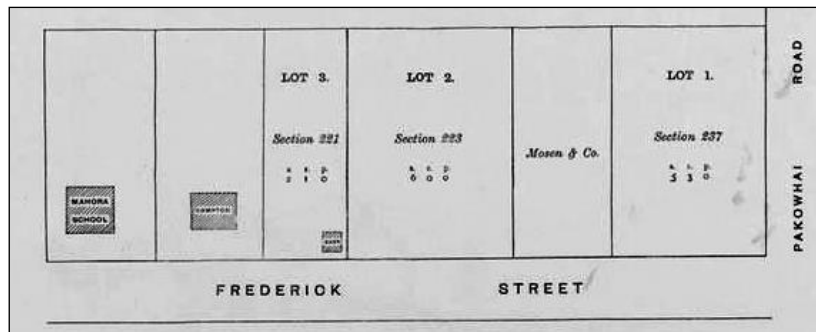 LOT 3.
LOT 2.
LOT 1.
ROAD
Section 221
Section 223
Mosen & Co.
Section 237
a. r. p.
a. r. p.
a. r. p.
2 1 0
6 0 0
5 3 0
MAHORA
SCHOOL
CAMPTON
PAKOWHAI
FREDERICK STREET